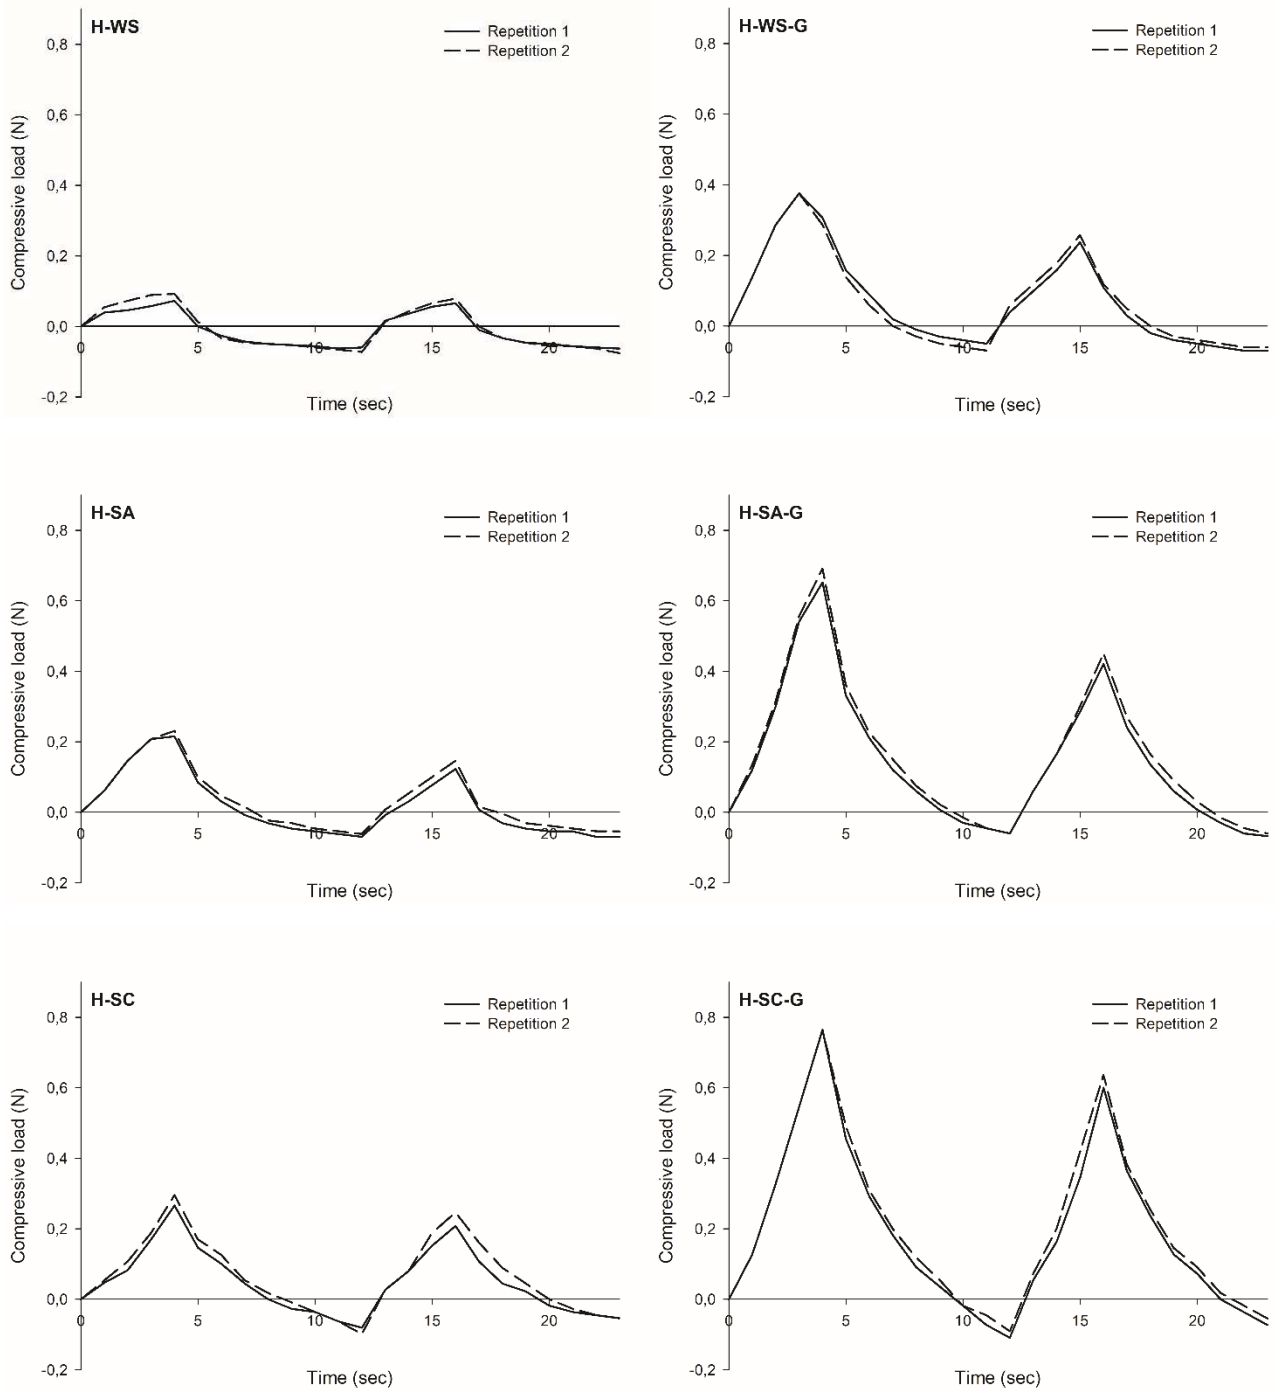 H-WS
Repetition 1
Repetition 2
0,8
0,6
0,4
0,2
0,0
-0,2
Compressive load (N)
0 5 10 15 20
Time (sec)
H-WS-G
Repetition 1
Repetition 2
0,8
0,6
0,4
0,2
0,0
-0,2
Compressive load (N)
0 5 10 15 20
Time (sec)
H-SA
Repetition 1
Repetition 2
0,8
0,6
0,4
0,2
0,0
-0,2
Compressive load (N)
0 5 10 15 20
Time (sec)
H-SA-G
Repetition 1
Repetition 2
0,8
0,6
0,4
0,2
0,0
-0,2
Compressive load (N)
0 5 10 15 20
Time (sec)
H-SC
Repetition 1
Repetition 2
0,8
0,6
0,4
0,2
0,0
-0,2
Compressive load (N)
0 5 10 15 20
Time (sec)
H-SC-G
Repetition 1
Repetition 2
0,8
0,6
0,4
0,2
0,0
-0,2
Compressive load (N)
0 5 10 15 20
Time (sec)